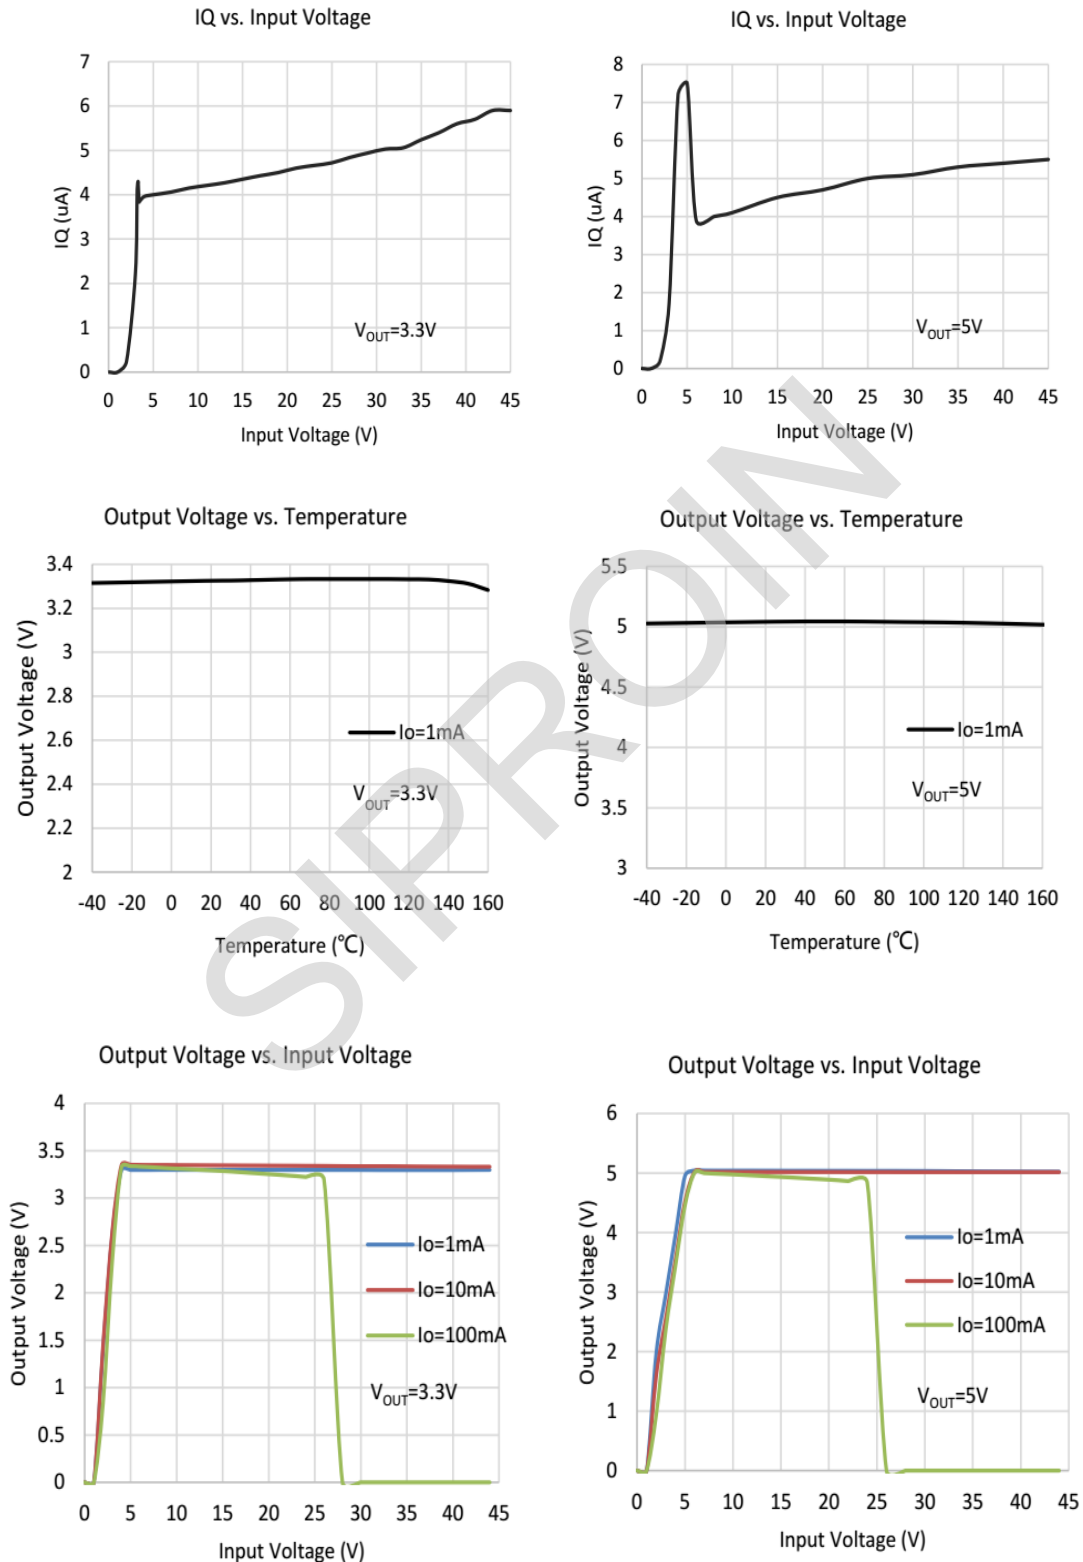 IQ vs. Input Voltage
7
6
5
4
3
2
1
0
IQ (uA)
V_OUT=3.3V
0 5 10 15 20 25 30 35 40 45
Input Voltage (V)
IQ vs. Input Voltage
8
7
6
5
4
3
2
1
0
IQ (uA)
V_OUT=5V
0 5 10 15 20 25 30 35 40 45
Input Voltage (V)
Output Voltage vs. Temperature
3.4
3.2
3
2.8
2.6
2.4
2.2
2
Output Voltage (V)
Io=1mA
V_OUT=3.3V
-40 -20 0 20 40 60 80 100 120 140 160
Temperature (℃)
Output Voltage vs. Temperature
5.5
5
4.5
4
3.5
3
Output Voltage (V)
Io=1mA
V_OUT=5V
-40 -20 0 20 40 60 80 100 120 140 160
Temperature (℃)
SIPROIN
Output Voltage vs. Input Voltage
4
3.5
3
2.5
2
1.5
1
0.5
0
Output Voltage (V)
Io=1mA
Io=10mA
Io=100mA
V_OUT=3.3V
0 5 10 15 20 25 30 35 40 45
Input Voltage (V)
Output Voltage vs. Input Voltage
6
5
4
3
2
1
0
Output Voltage (V)
Io=1mA
Io=10mA
Io=100mA
V_OUT=5V
0 5 10 15 20 25 30 35 40 45
Input Voltage (V)